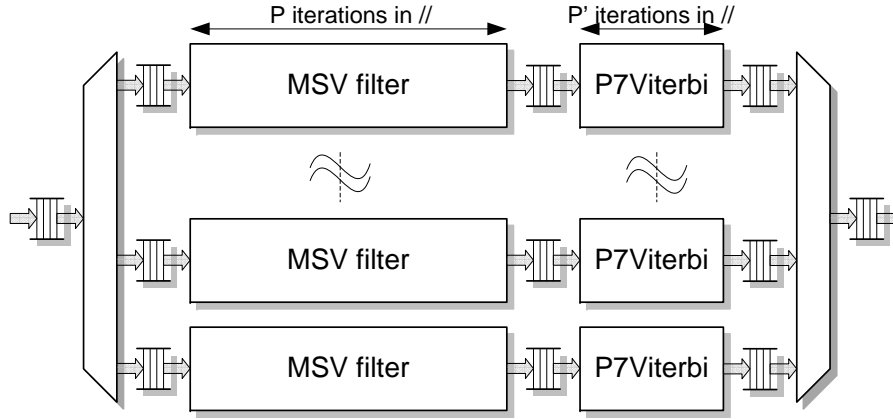 P iterations in //
P' iterations in //
MSV filter
P7Viterbi
MSV filter
P7Viterbi
MSV filter
P7Viterbi